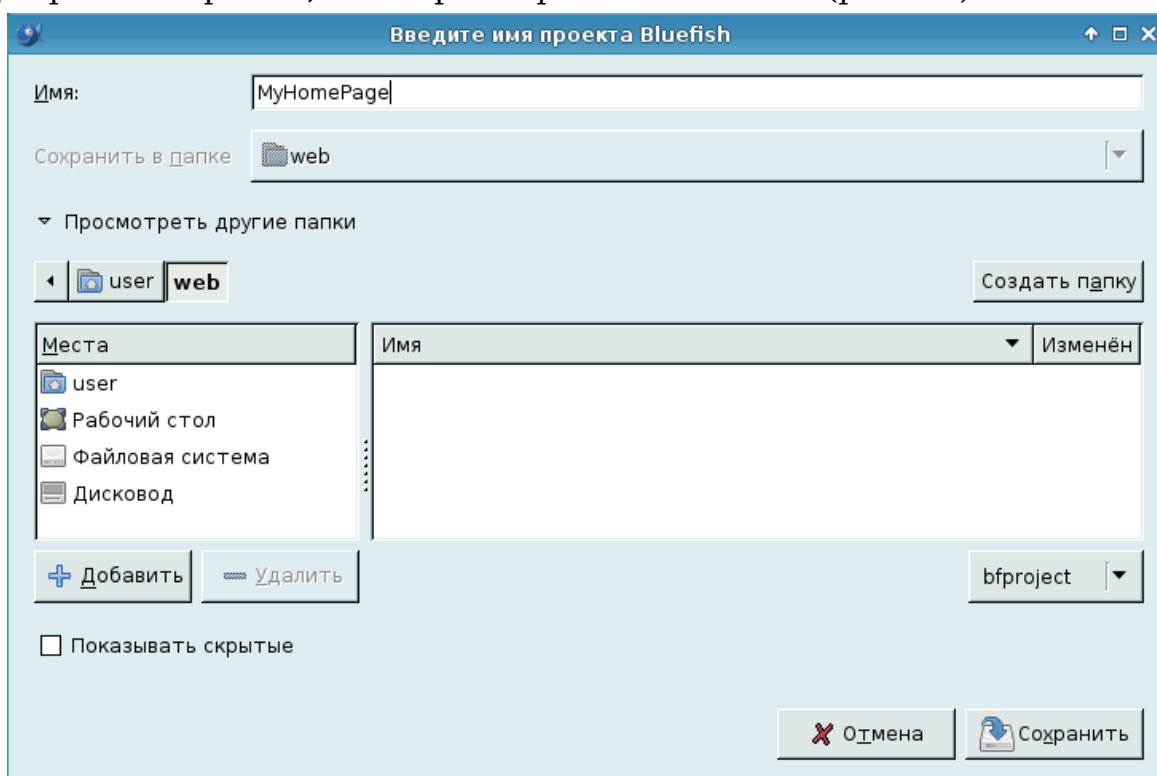 Введите имя проекта Bluefish
Имя: MyHomePage
Сохранить в папке web
Просмотреть другие папки
user web Создать папку
Места Имя Изменён
user
Рабочий стол
Файловая система
Дисковод
Добавить Удалить bfproject
Показывать скрытые
Отмена Сохранить